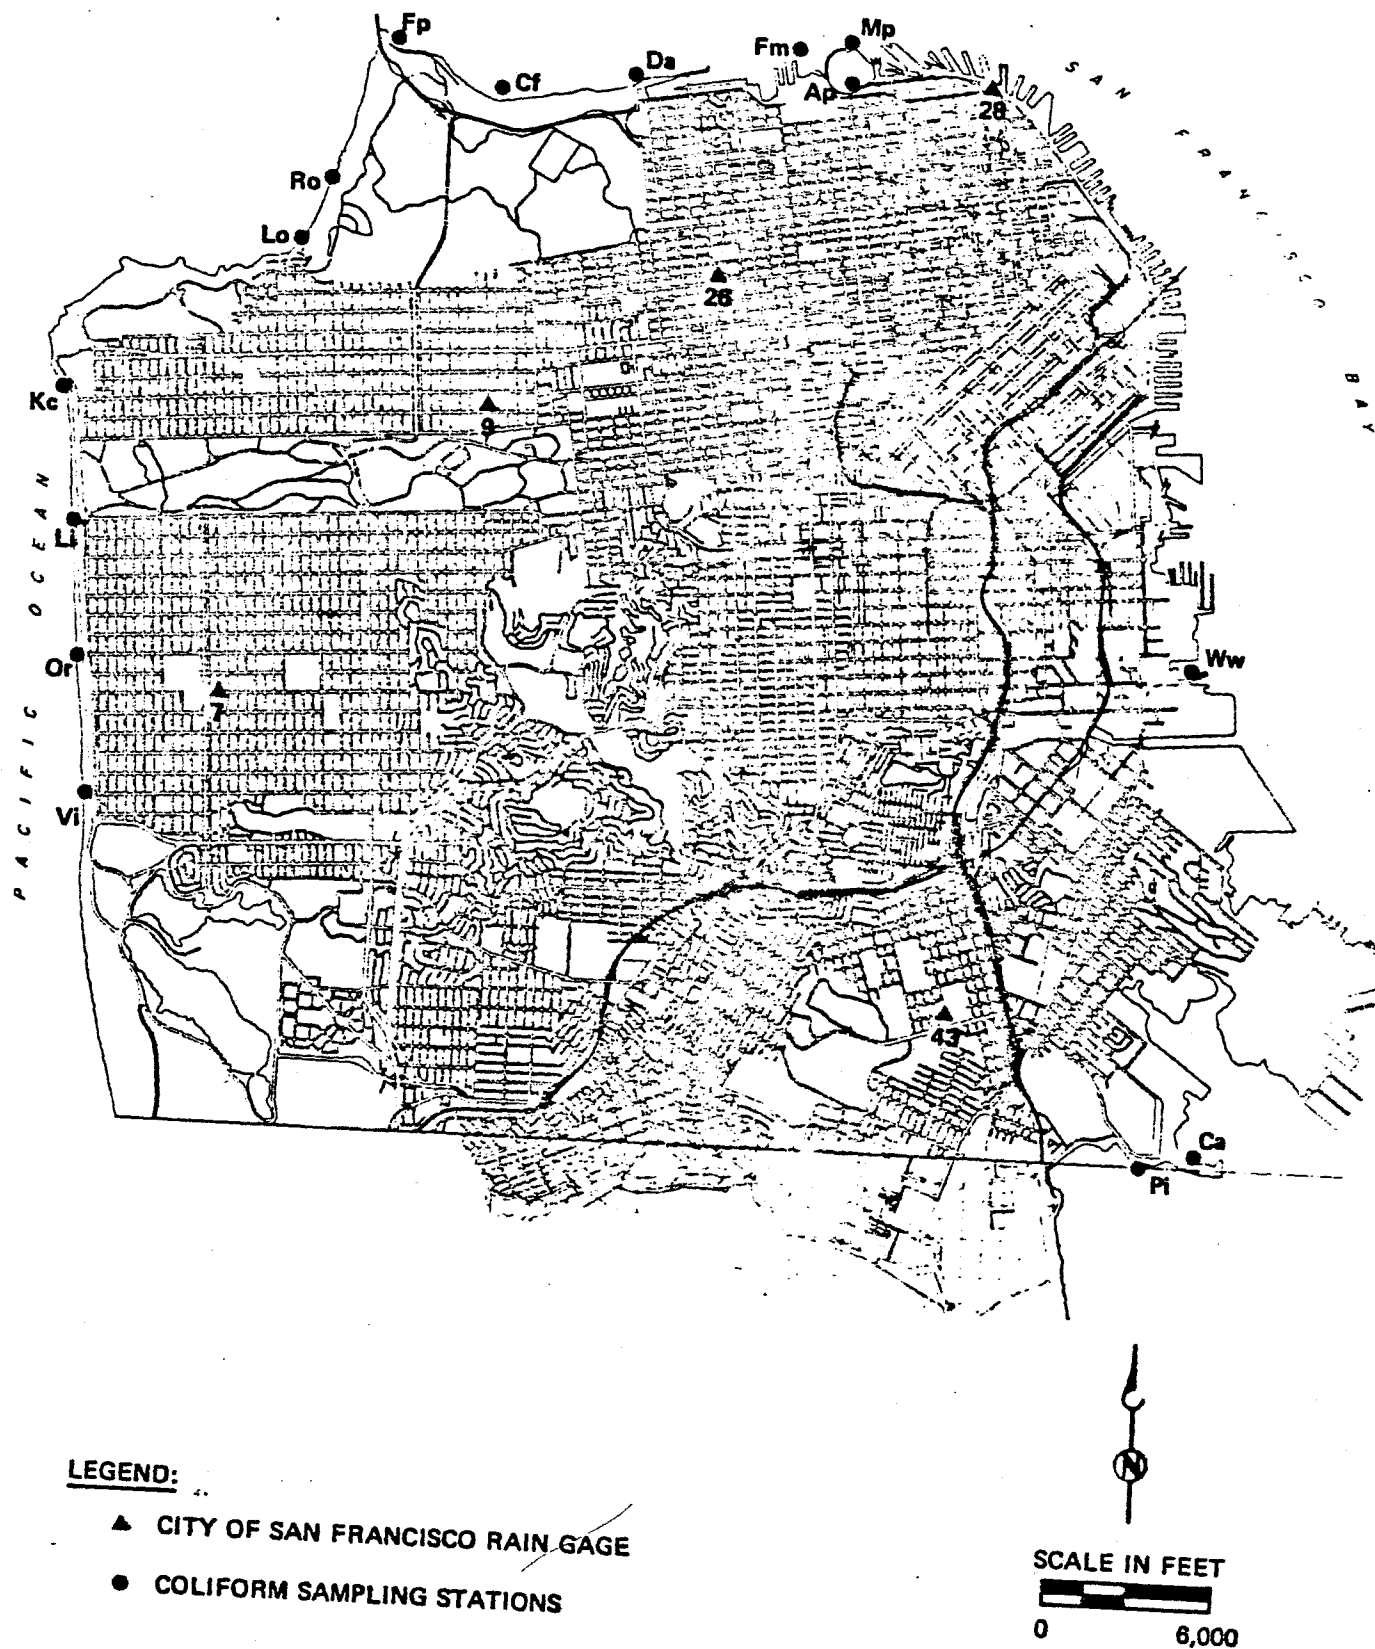 Fp
Mp
Fm
Da
Cf
Ap
28
SAN FRANCISCO BAY
Ro
Lo
26
Kc
9
PACIFIC OCEAN
Li
Or
7
Ww
Vi
43
Ca
Pi
N
LEGEND:
▲ CITY OF SAN FRANCISCO RAIN GAGE
● COLIFORM SAMPLING STATIONS
SCALE IN FEET
0 6,000